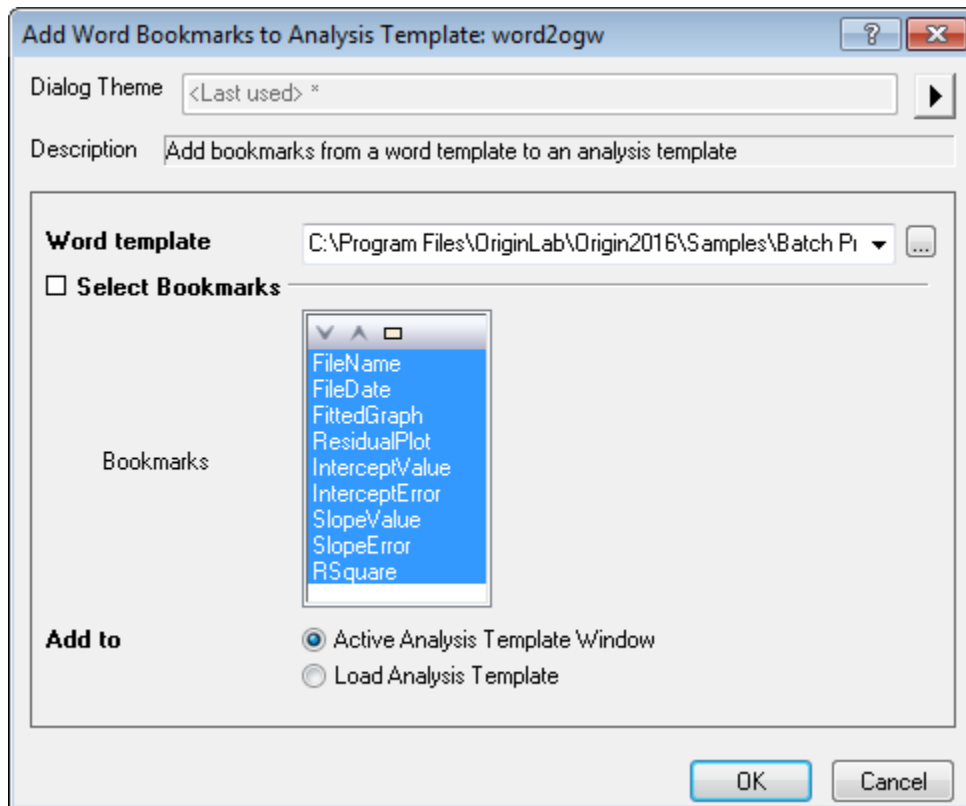 Add Word Bookmarks to Analysis Template: word2ogw
Dialog Theme <Last used> *
Description Add bookmarks from a word template to an analysis template
Word template C:\Program Files\OriginLab\Origin2016\Samples\Batch Pr ...
Select Bookmarks
FileName
FileDate
FittedGraph
ResidualPlot
Bookmarks InterceptValue
InterceptError
SlopeValue
SlopeError
RSquare
Add to Active Analysis Template Window
Load Analysis Template
OK Cancel